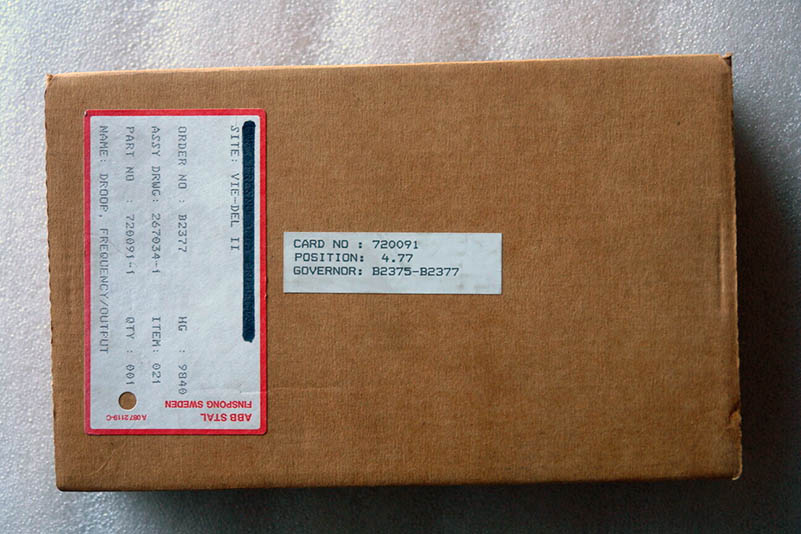 SITE: VIE-DEL II
ORDER NO : B2377 HG : 9840
ASSY DRWG: 267034-1 ITEM: 021
PART NO : 720091-1 QTY : 001
NAME: DROOP, FREQUENCY/OUTPUT
ABB STAL
FINSPONG SWEDEN
A 087 2119-C
CARD NO : 720091
POSITION: 4.77
GOVERNOR: B2375-B2377